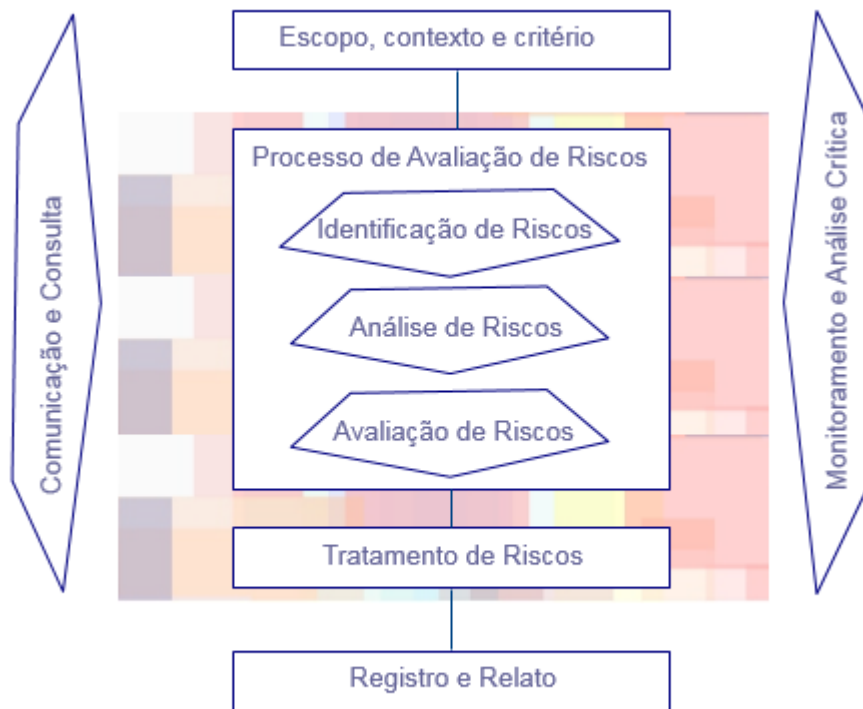 Escopo, contexto e critério
Processo de Avaliação de Riscos
Identificação de Riscos
Análise de Riscos
Avaliação de Riscos
Tratamento de Riscos
Registro e Relato
Comunicação e Consulta
Monitoramento e Análise Crítica